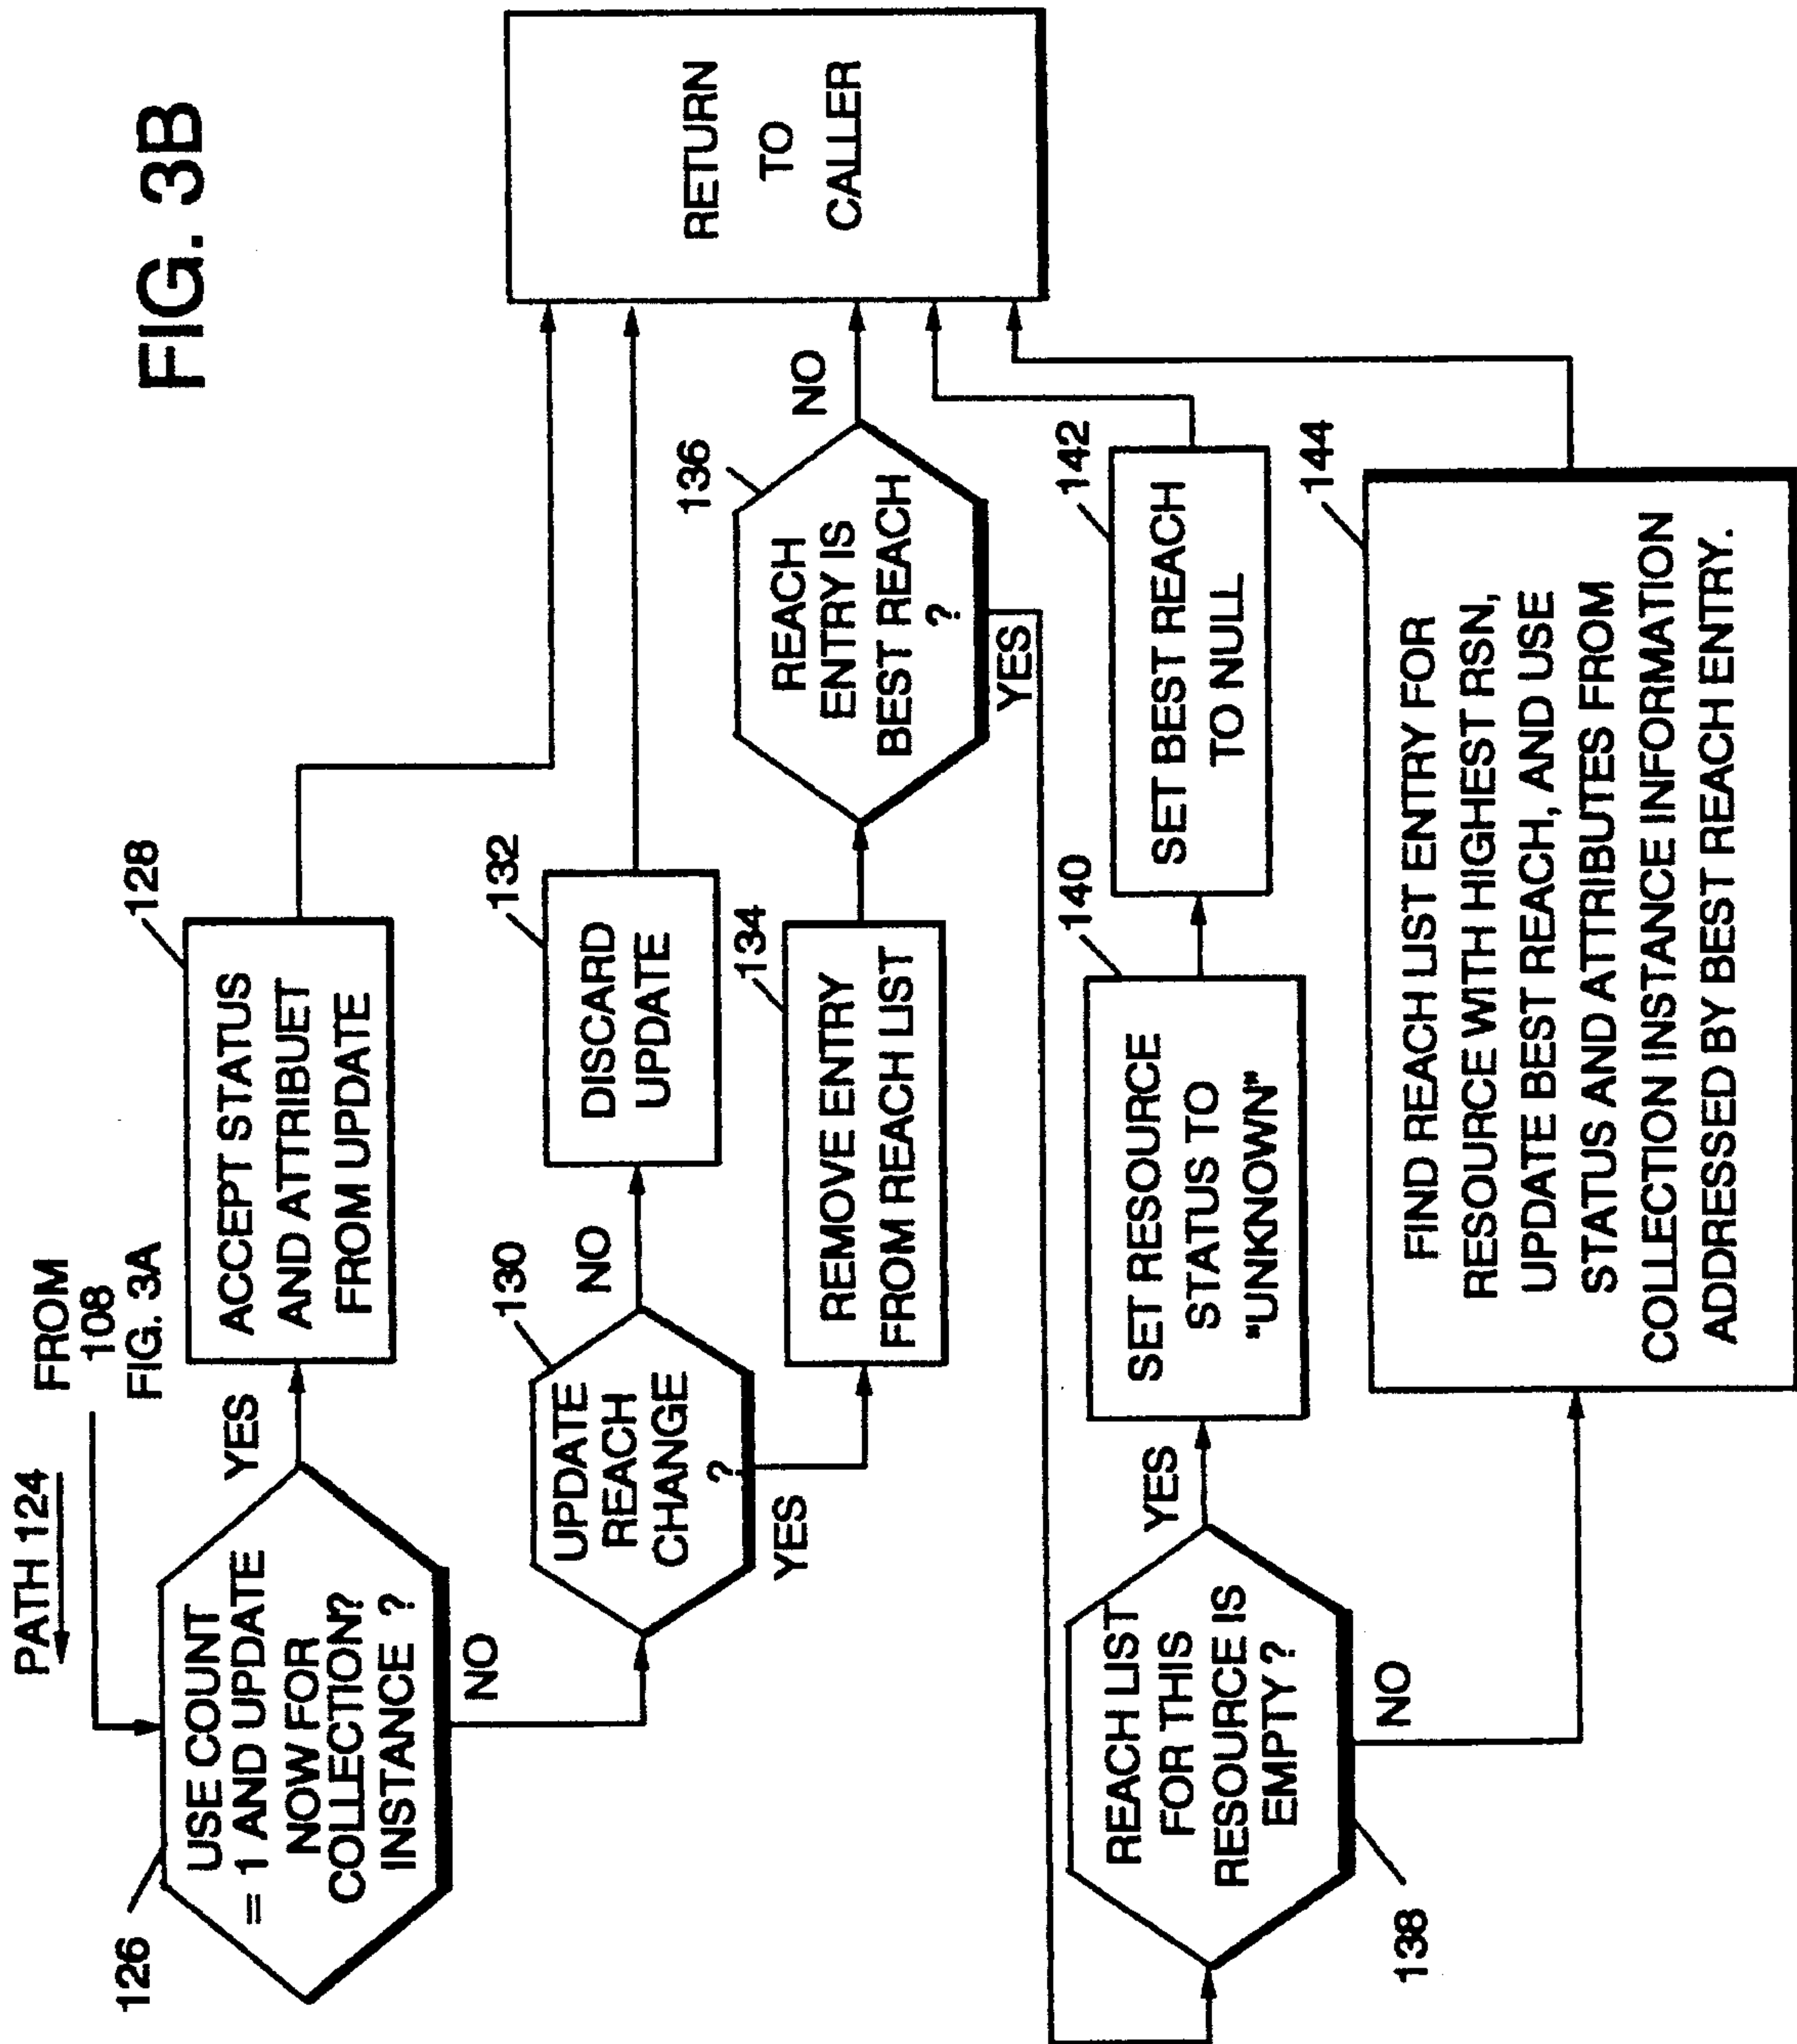 FIG. 3B
PATH 124
FROM
108
FIG. 3A
126
USE COUNT
= 1 AND UPDATE
NOW FOR
COLLECTION?
INSTANCE ?
YES
NO
128
ACCEPT STATUS
AND ATTRIBUET
FROM UPDATE
130
UPDATE
REACH
CHANGE
?
NO
YES
132
DISCARD
UPDATE
134
REMOVE ENTRY
FROM REACH LIST
136
REACH
ENTRY IS
BEST REACH
?
NO
YES
RETURN
TO
CALLER
138
REACH LIST
FOR THIS
RESOURCE IS
EMPTY ?
YES
NO
140
SET RESOURCE
STATUS TO
"UNKNOWN"
142
SET BEST REACH
TO NULL
144
FIND REACH LIST ENTRY FOR
RESOURCE WITH HIGHEST RSN,
UPDATE BEST REACH, AND USE
STATUS AND ATTRIBUTES FROM
COLLECTION INSTANCE INFORMATION
ADDRESSED BY BEST REACH ENTRY.